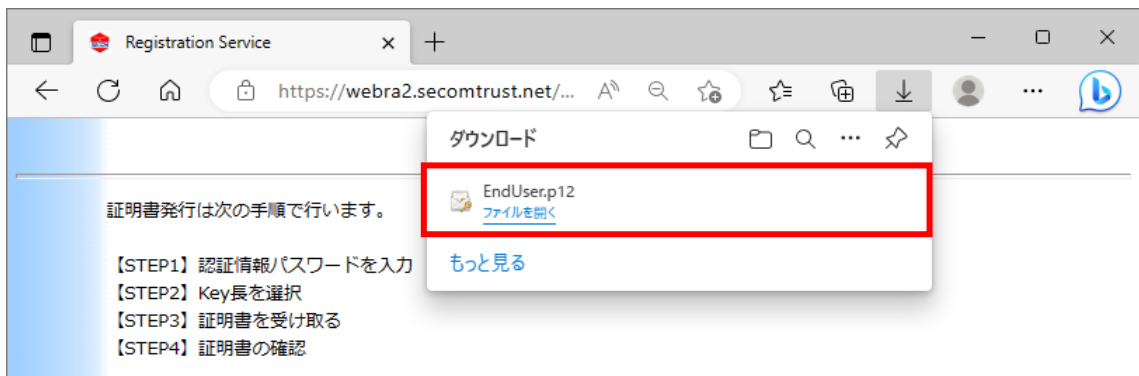 Registration Service
https://webra2.secomtrust.net/...
ダウンロード
EndUser.p12
ファイルを開く
もっと見る
証明書発行は次の手順で行います。
【STEP1】認証情報パスワードを入力
【STEP2】Key長を選択
【STEP3】証明書を受け取る
【STEP4】証明書の確認